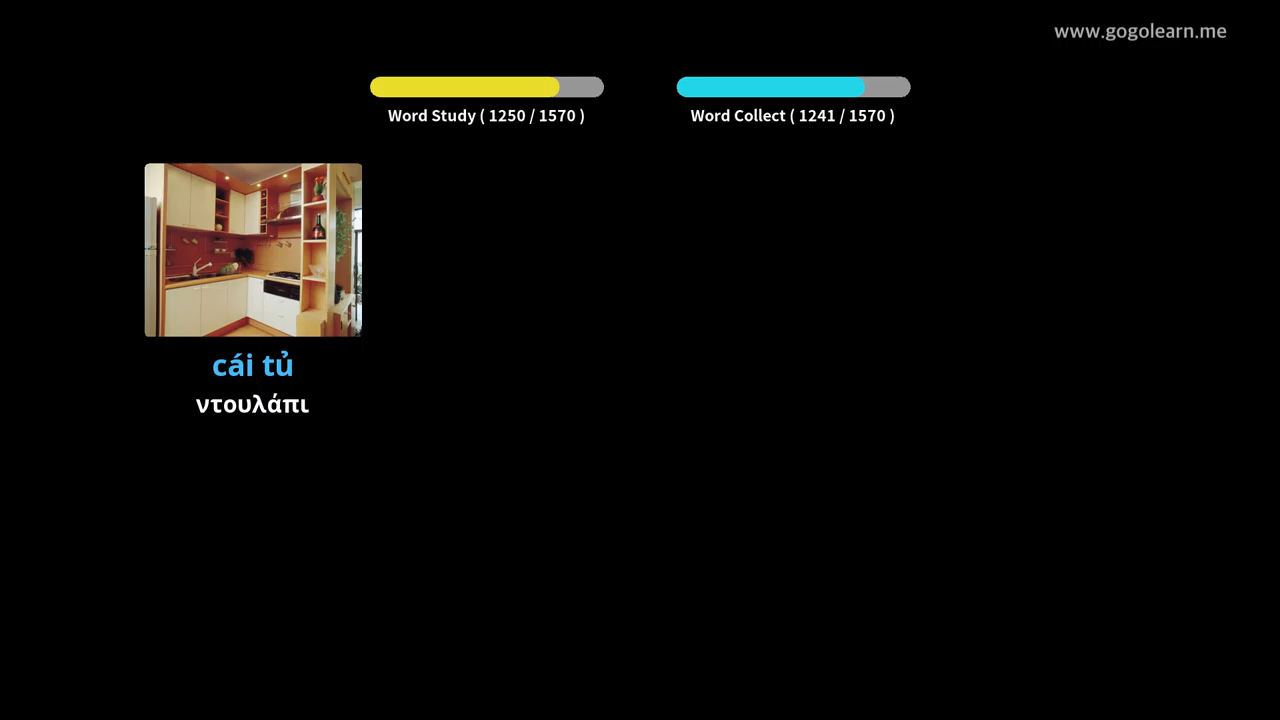 www.gogolearn.me
Word Study ( 1250 / 1570 )
Word Collect ( 1241 / 1570 )
cái tủ
ντουλάπι